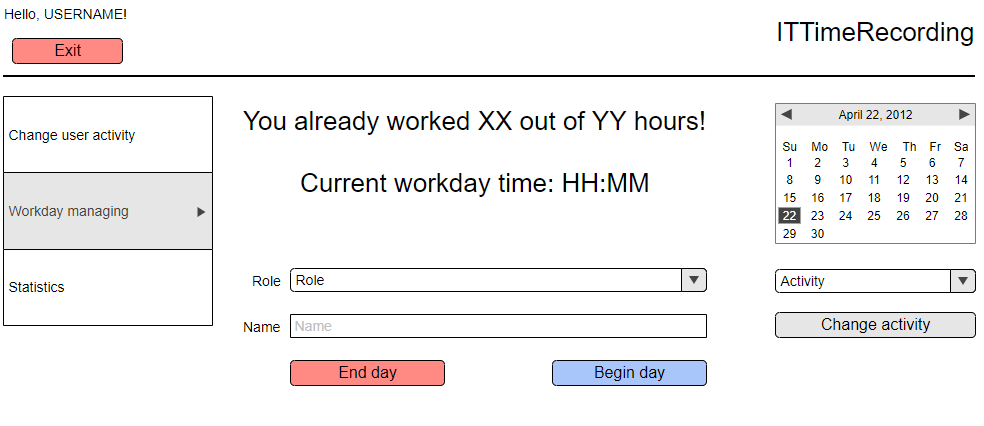 Hello, USERNAME!
Exit
ITTimeRecording
Change user activity
Workday managing
Statistics
You already worked XX out of YY hours!
Current workday time: HH:MM
Role Role
Name Name
End day Begin day
April 22, 2012
Su Mo Tu We Th Fr Sa
1 2 3 4 5 6 7
8 9 10 11 12 13 14
15 16 17 18 19 20 21
22 23 24 25 26 27 28
29 30
Activity
Change activity